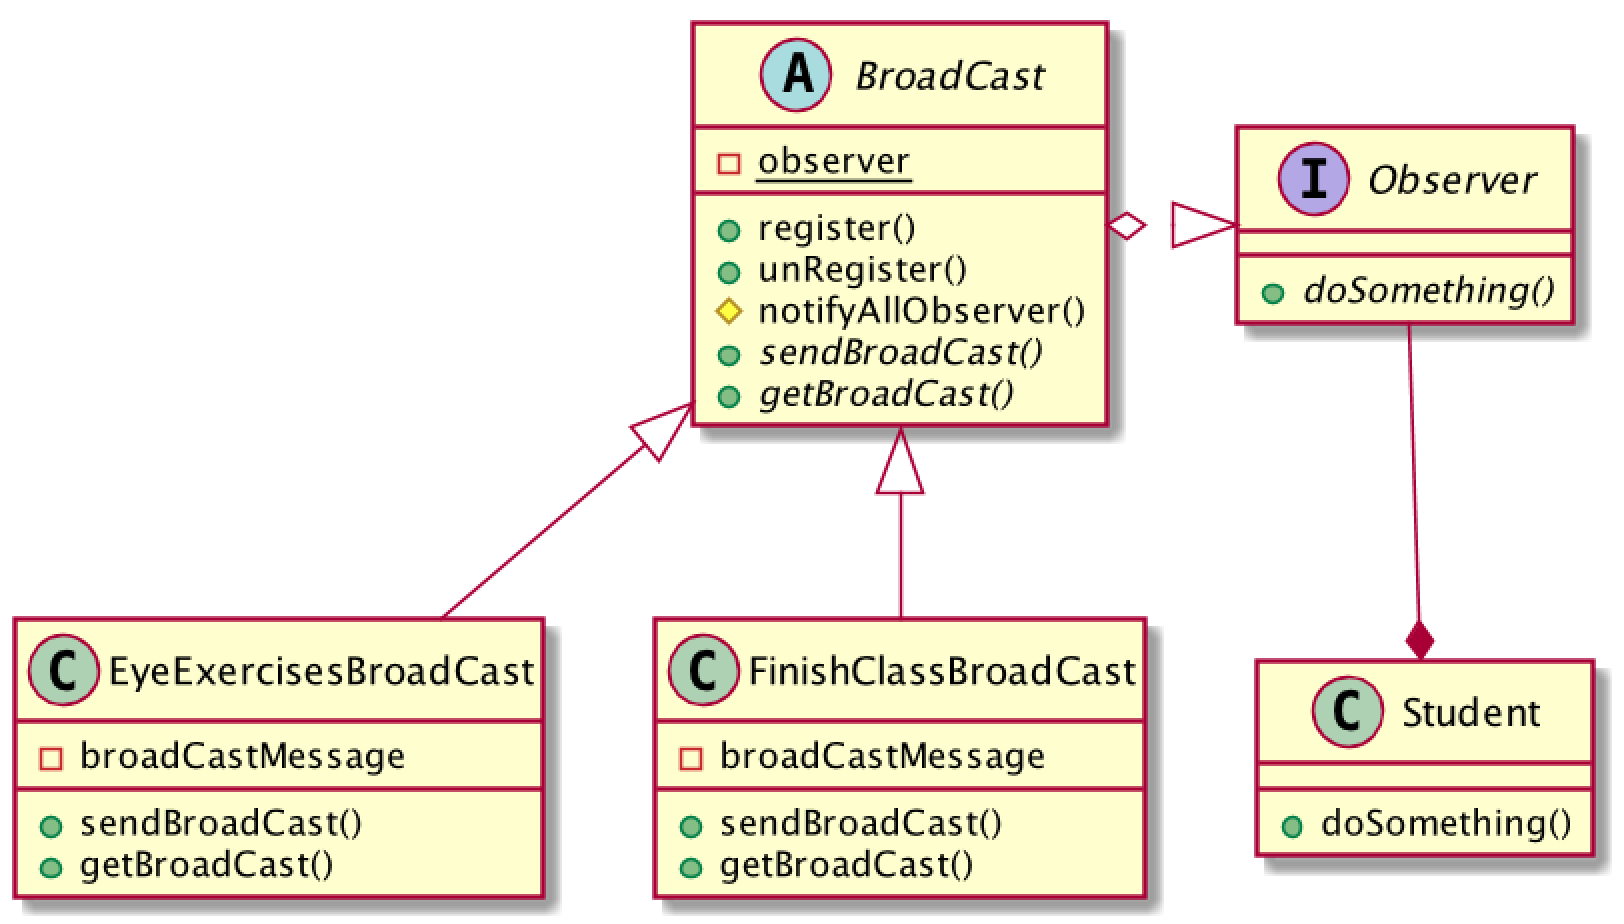 A BroadCast
observer
register()
unRegister()
notifyAllObserver()
sendBroadCast()
getBroadCast()
I Observer
doSomething()
C EyeExercisesBroadCast
broadCastMessage
sendBroadCast()
getBroadCast()
C FinishClassBroadCast
broadCastMessage
sendBroadCast()
getBroadCast()
C Student
doSomething()